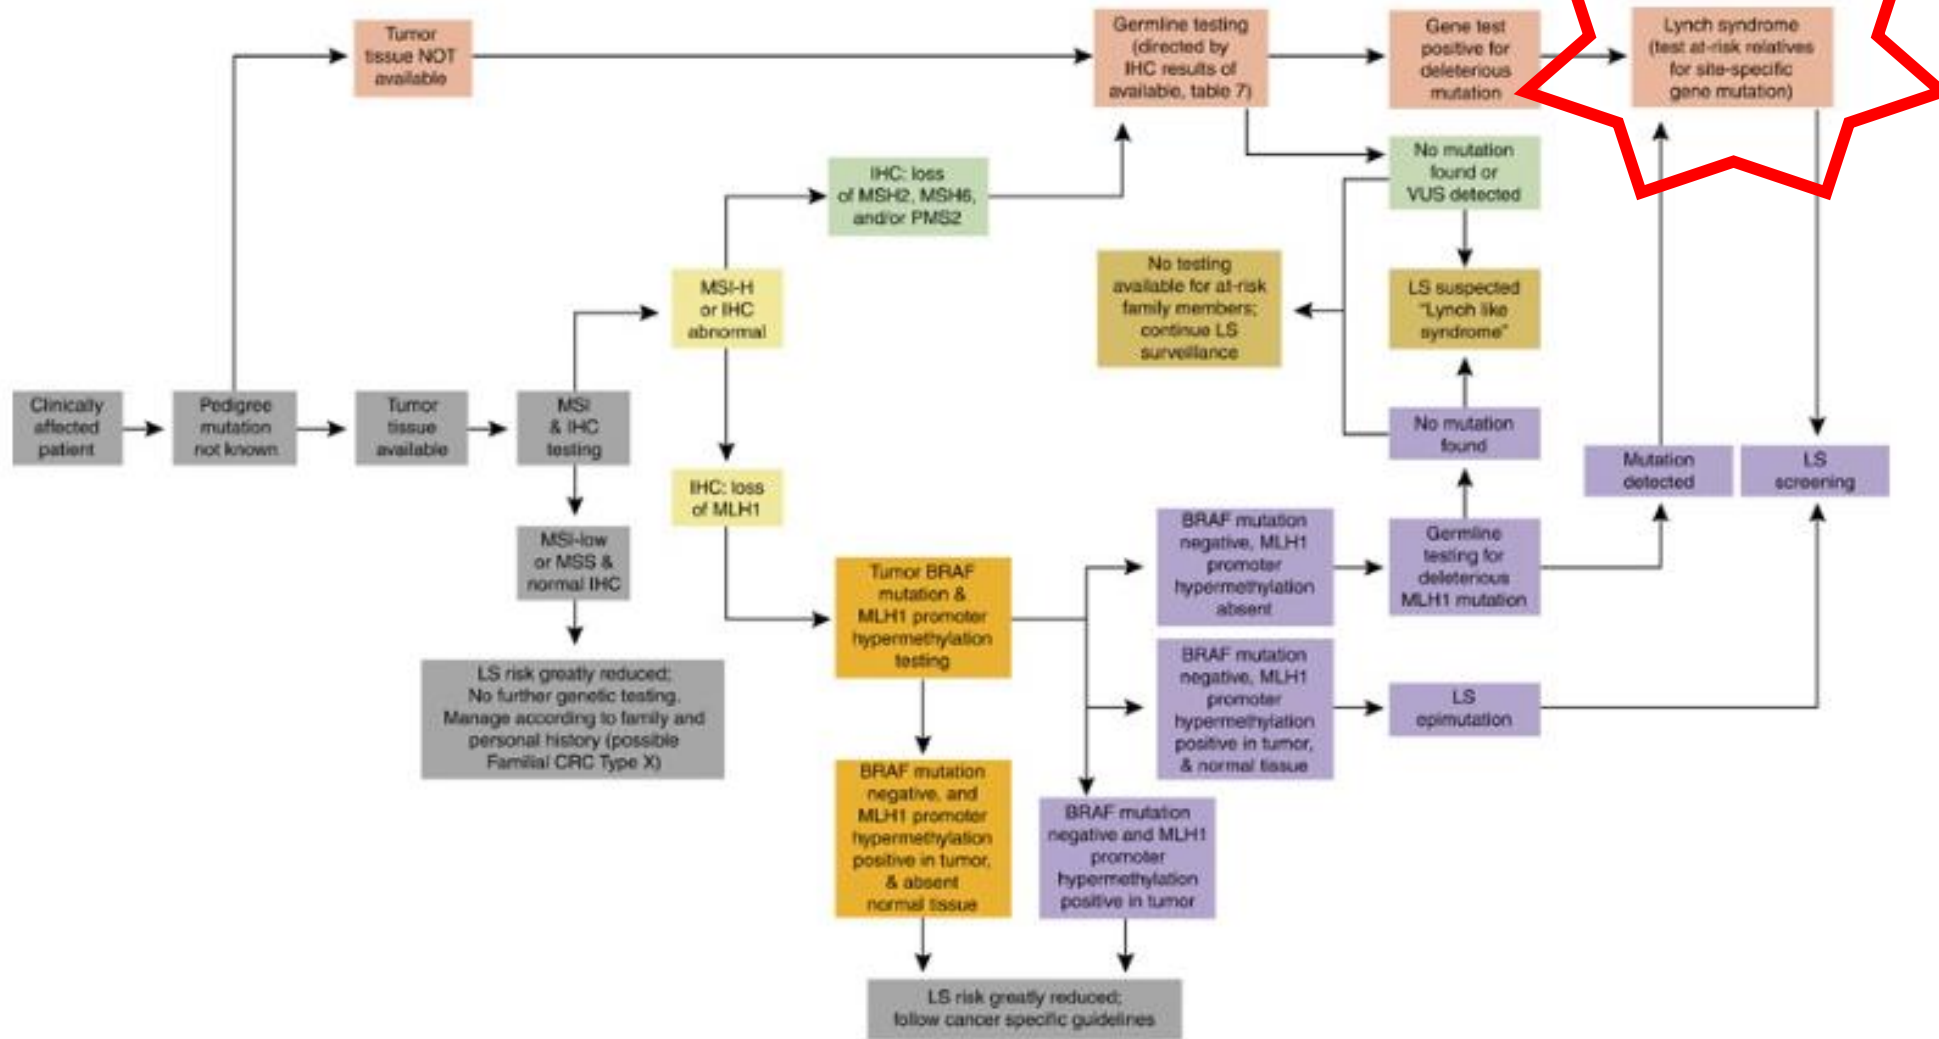 Tumor
tissue NOT
available
Germline testing
(directed by
IHC results of
available, table 7)
Gene test
positive for
deleterious
mutation
Lynch syndrome
(test at-risk relatives
for site-specific
gene mutation)
IHC: loss
of MSH2, MSH6,
and/or PMS2
No mutation
found or
VUS detected
No testing
available for at-risk
family members;
continue LS
surveillance
LS suspected
"Lynch like
syndrome"
MSI-H
or IHC
abnormal
Clinically
affected
patient
Pedigree
mutation
not known
Tumor
tissue
available
MSI
& IHC
testing
No mutation
found
Mutation
detected
LS
screening
IHC: loss
of MLH1
MSI-low
or MSS &
normal IHC
BRAF mutation
negative, MLH1
promoter
hypermethylation
absent
Germline
testing for
deleterious
MLH1 mutation
Tumor BRAF
mutation &
MLH1 promoter
hypermethylation
testing
LS risk greatly reduced;
No further genetic testing.
Manage according to family and
personal history (possible
Familial CRC Type X)
BRAF mutation
negative, MLH1
promoter
hypermethylation
positive in tumor,
& normal tissue
LS
epimutation
BRAF mutation
negative, and
MLH1 promoter
hypermethylation
positive in tumor,
& absent
normal tissue
BRAF mutation
negative and MLH1
promoter
hypermethylation
positive in tumor
LS risk greatly reduced;
follow cancer specific guidelines